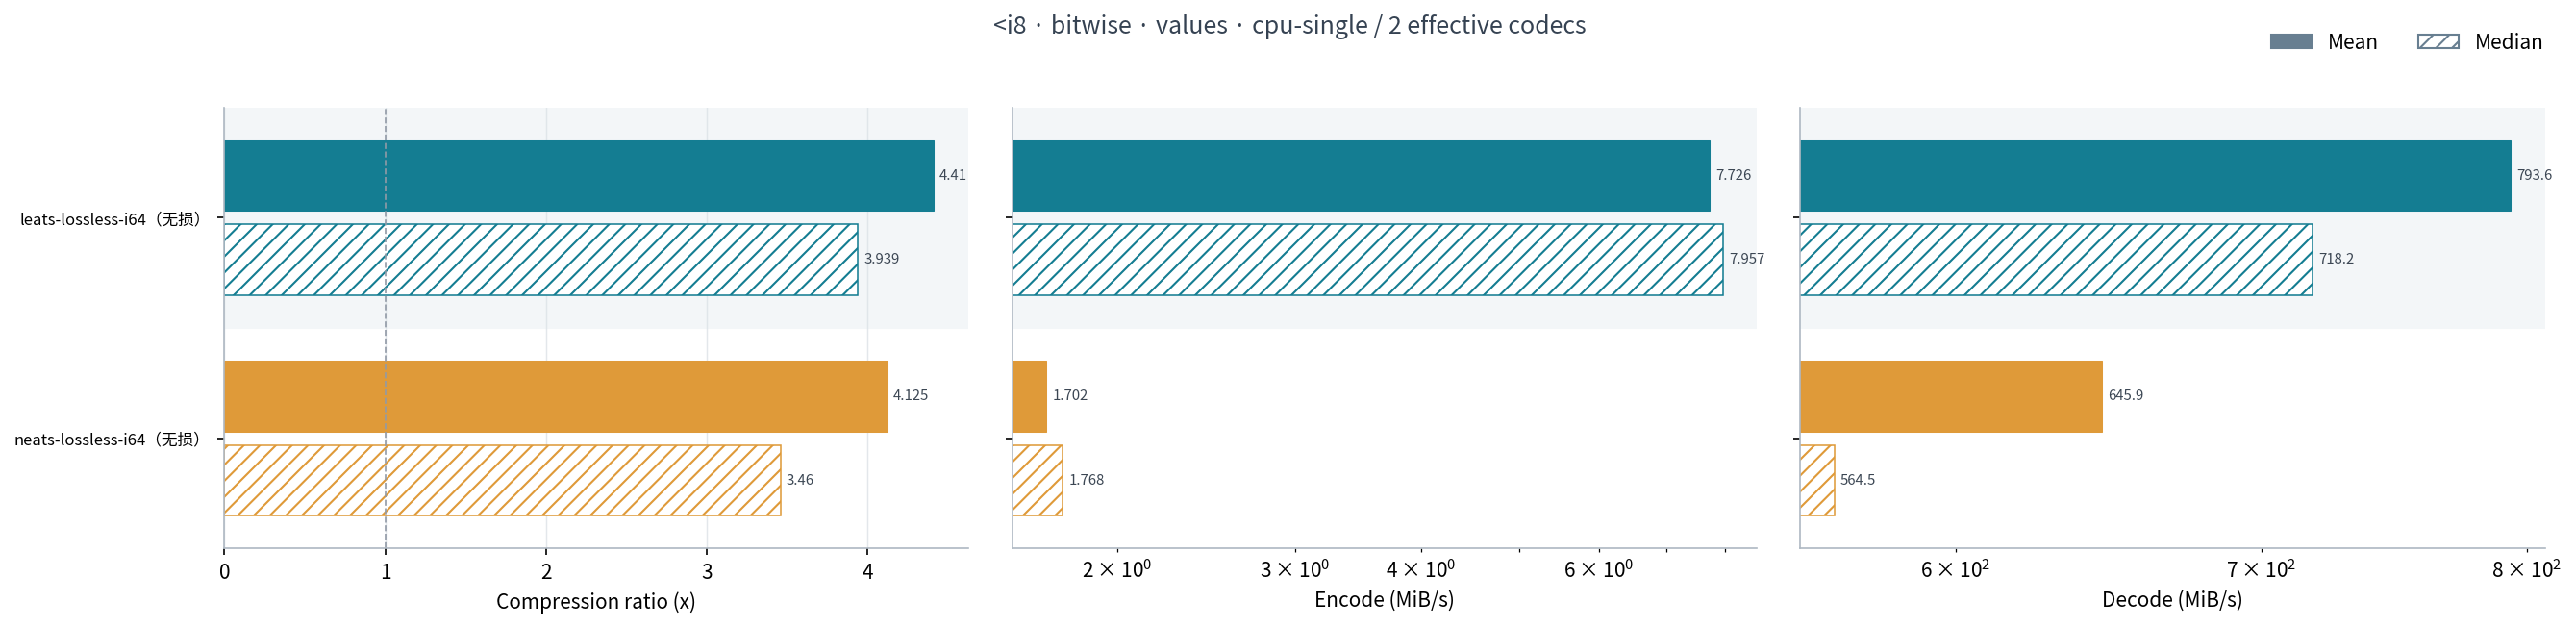 <i8 · bitwise · values · cpu-single / 2 effective codecs
Mean
Median
leats-lossless-i64（无损）
4.41
3.939
7.726
7.957
793.6
718.2
neats-lossless-i64（无损）
4.125
3.46
1.702
1.768
645.9
564.5
0 1 2 3 4
2 × 10⁰ 3 × 10⁰ 4 × 10⁰ 6 × 10⁰
6 × 10² 7 × 10² 8 × 10²
Compression ratio (x)
Encode (MiB/s)
Decode (MiB/s)